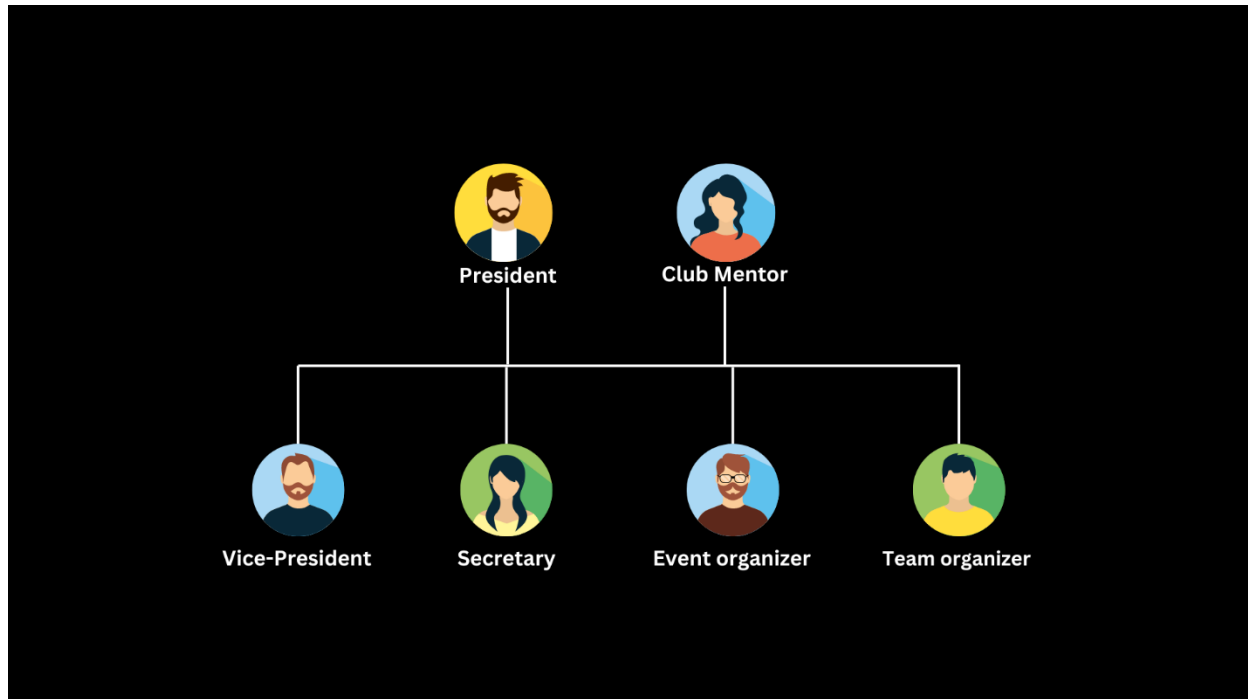 President
Club Mentor
Vice-President
Secretary
Event organizer
Team organizer